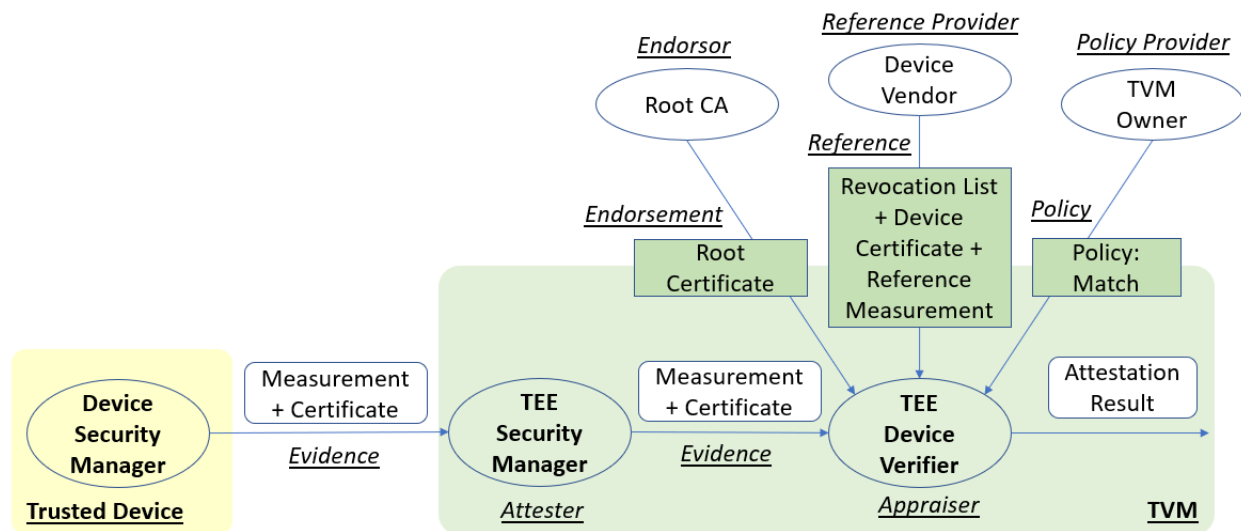 Endorsor
Root CA
Reference Provider
Device
Vendor
Policy Provider
TVM
Owner
Reference
Endorsement
Root
Certificate
Revocation List
+ Device
Certificate +
Reference
Measurement
Policy
Policy:
Match
Device
Security
Manager
Trusted Device
Measurement
+ Certificate
Evidence
TEE
Security
Manager
Attester
Measurement
+ Certificate
Evidence
TEE
Device
Verifier
Appraiser
Attestation
Result
TVM